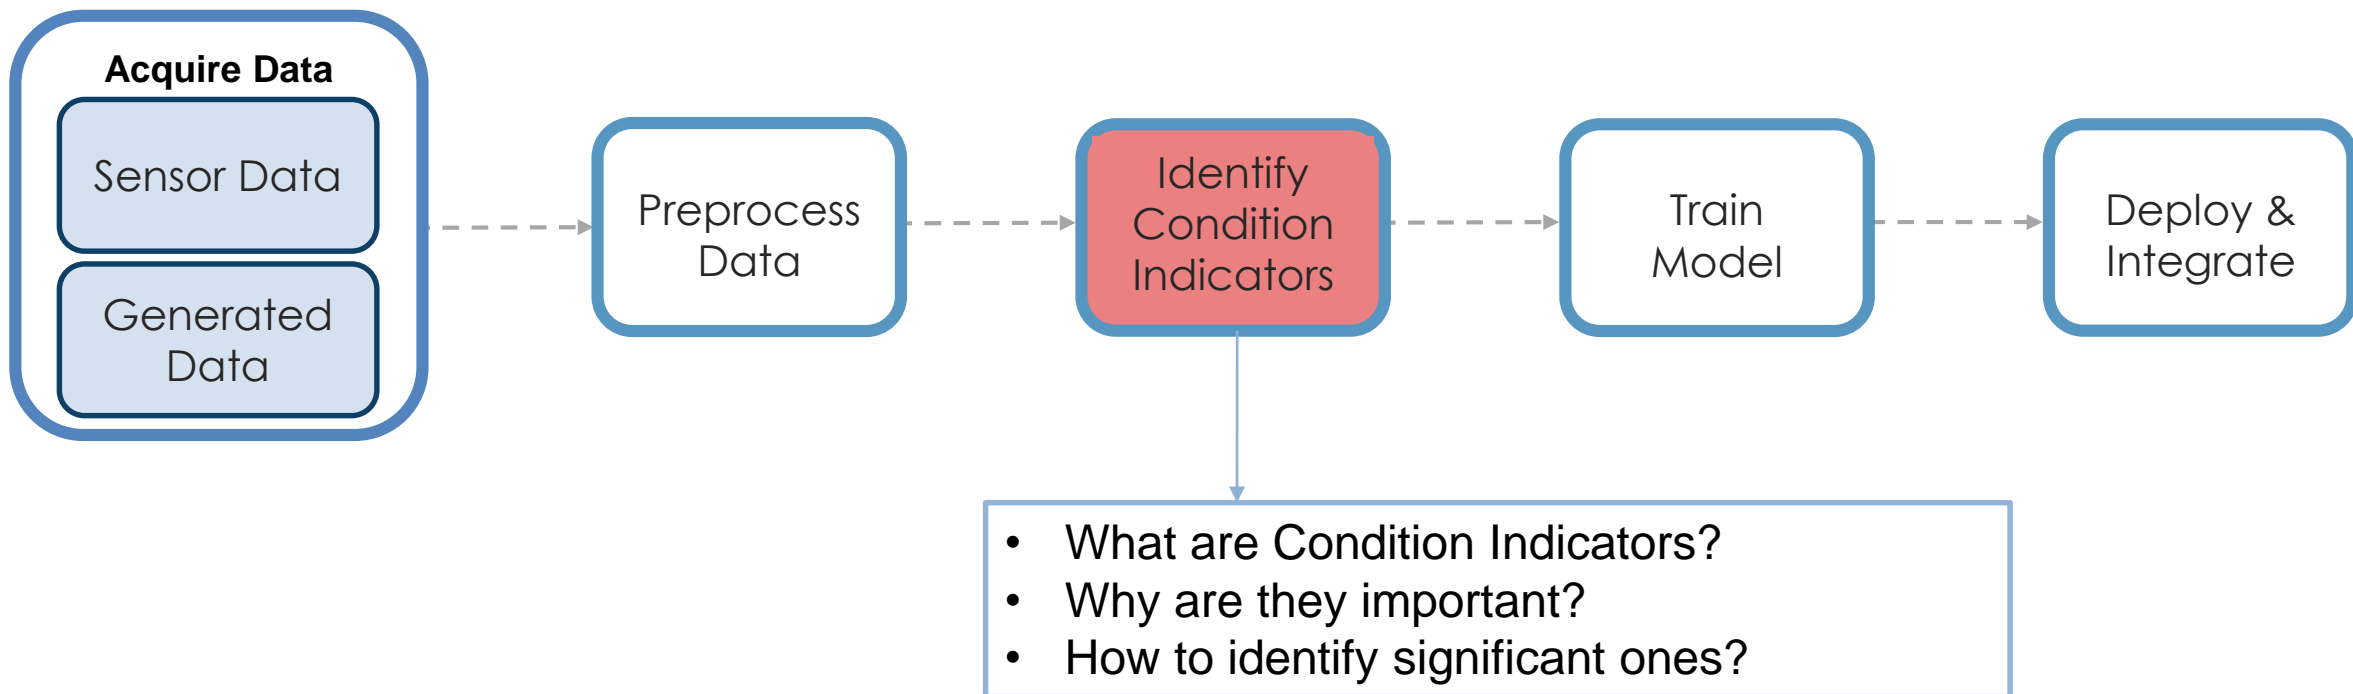 Acquire Data
Sensor Data
Generated
Data
Preprocess
Data
Identify
Condition
Indicators
Train
Model
Deploy &
Integrate
• What are Condition Indicators?
• Why are they important?
• How to identify significant ones?